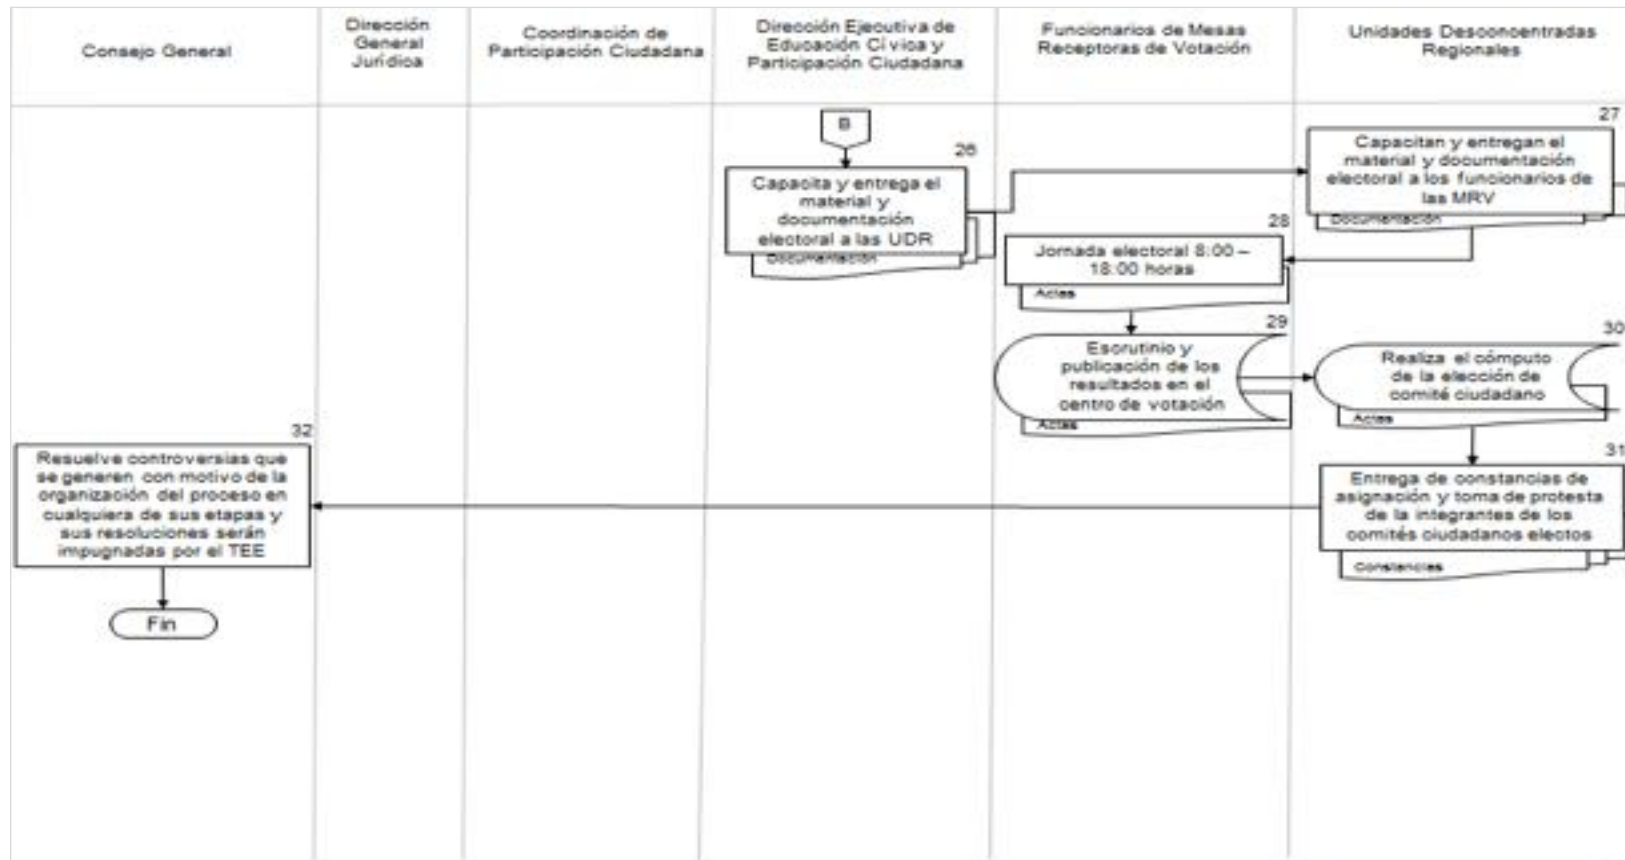 Consejo General
Dirección
General
Jurídica
Coordinación de
Participación Ciudadana
Dirección Ejecutiva de
Educación Cívica y
Participación Ciudadana
Funcionarios de Mesas
Receptoras de Votación
Unidades Desconcentradas
Regionales
B
26
Capacita y entrega el
material y
documentación
electoral a las UDR
Documentación
27
Capacitan y entregan el
material y documentación
electoral a los funcionarios de
las MRV
Documentación
28
Jornada electoral 8:00 –
18:00 horas
Actas
29
Escrutinio y
publicación de los
resultados en el
centro de votación
Actas
30
Realiza el cómputo
de la elección de
comité ciudadano
Actas
31
Entrega de constancias de
asignación y toma de protesta
de la integrantes de los
comités ciudadanos electos
Constancias
32
Resuelve controversias que
se generen con motivo de la
organización del proceso en
cualquiera de sus etapas y
sus resoluciones serán
impugnadas por el TEE
Fin